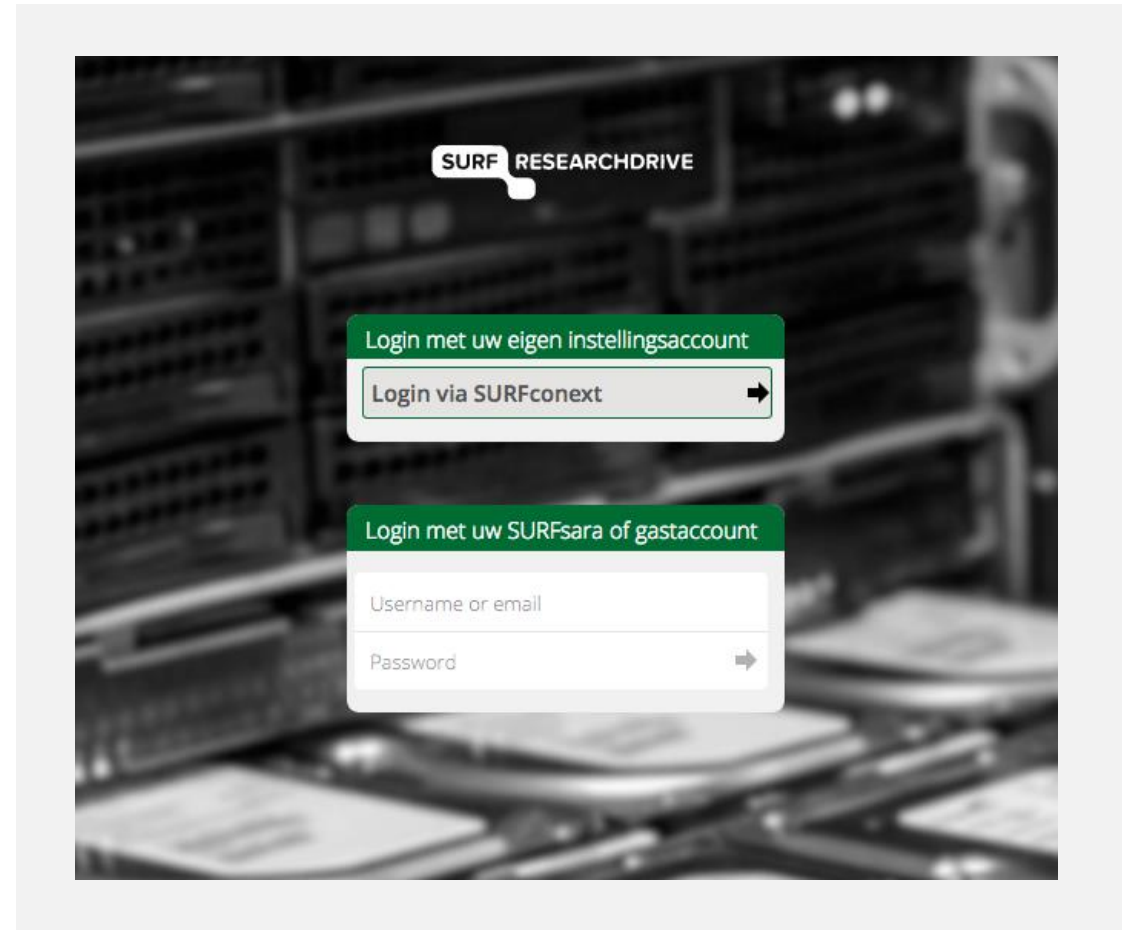 SURF RESEARCHDRIVE
Login met uw eigen instellingsaccount
Login via SURFconext
Login met uw SURFsara of gastaccount
Username or email
Password